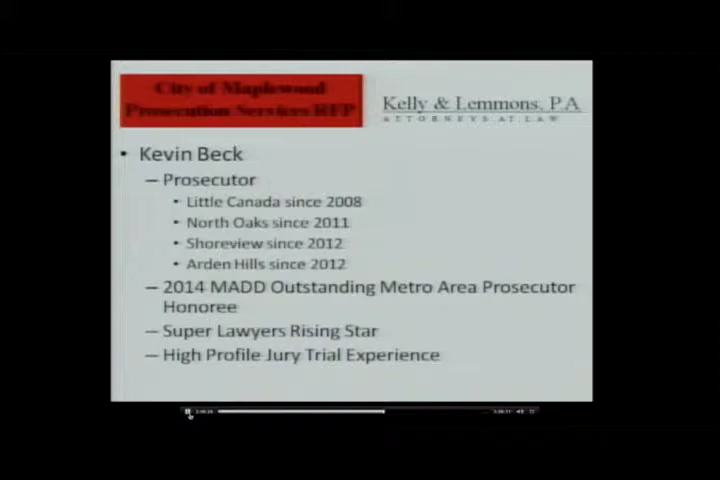 City of Maplewood
Prosecution Services RFP
Kelly & Lemmons, P.A
ATTORNEYS AT LAW
• Kevin Beck
– Prosecutor
• Little Canada since 2008
• North Oaks since 2011
• Shoreview since 2012
• Arden Hills since 2012
– 2014 MADD Outstanding Metro Area Prosecutor
Honoree
– Super Lawyers Rising Star
– High Profile Jury Trial Experience